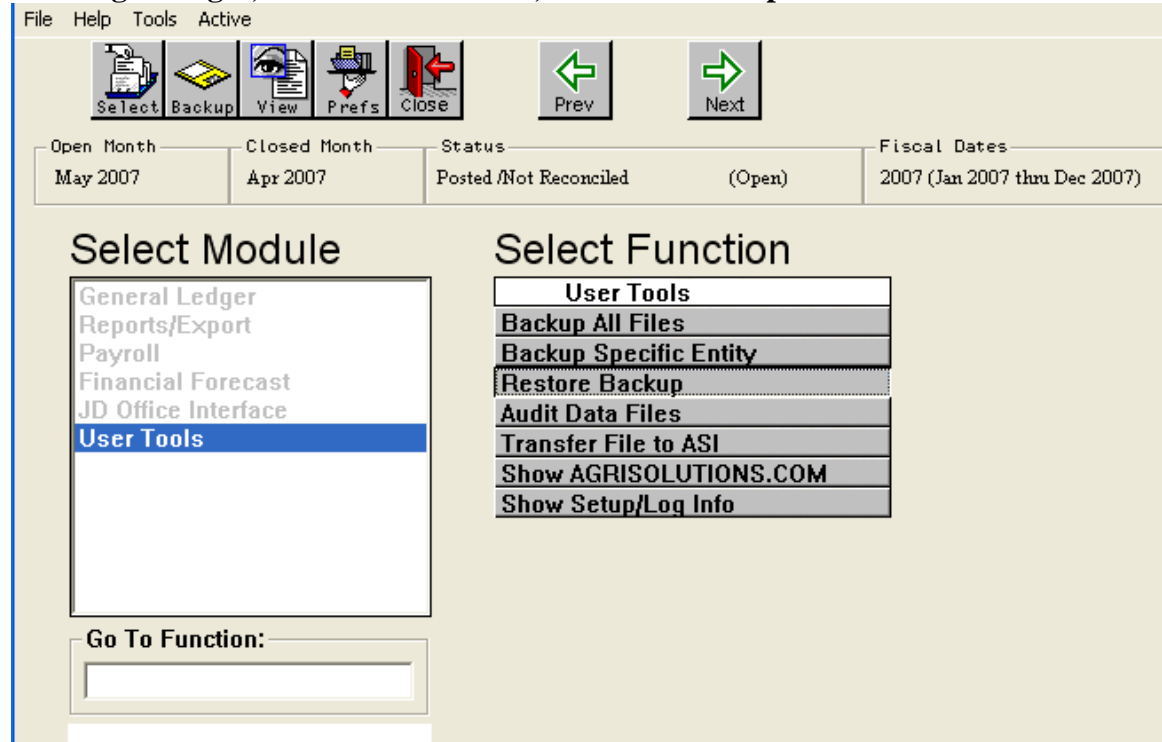 File Help Tools Active
Select Backup View Prefs Close Prev Next
Open Month Closed Month Status Fiscal Dates
May 2007 Apr 2007 Posted /Not Reconciled (Open) 2007 (Jan 2007 thru Dec 2007)
Select Module
General Ledger
Reports/Export
Payroll
Financial Forecast
JD Office Interface
User Tools
Go To Function:
Select Function
User Tools
Backup All Files
Backup Specific Entity
Restore Backup
Audit Data Files
Transfer File to ASI
Show AGRISOLUTIONS.COM
Show Setup/Log Info